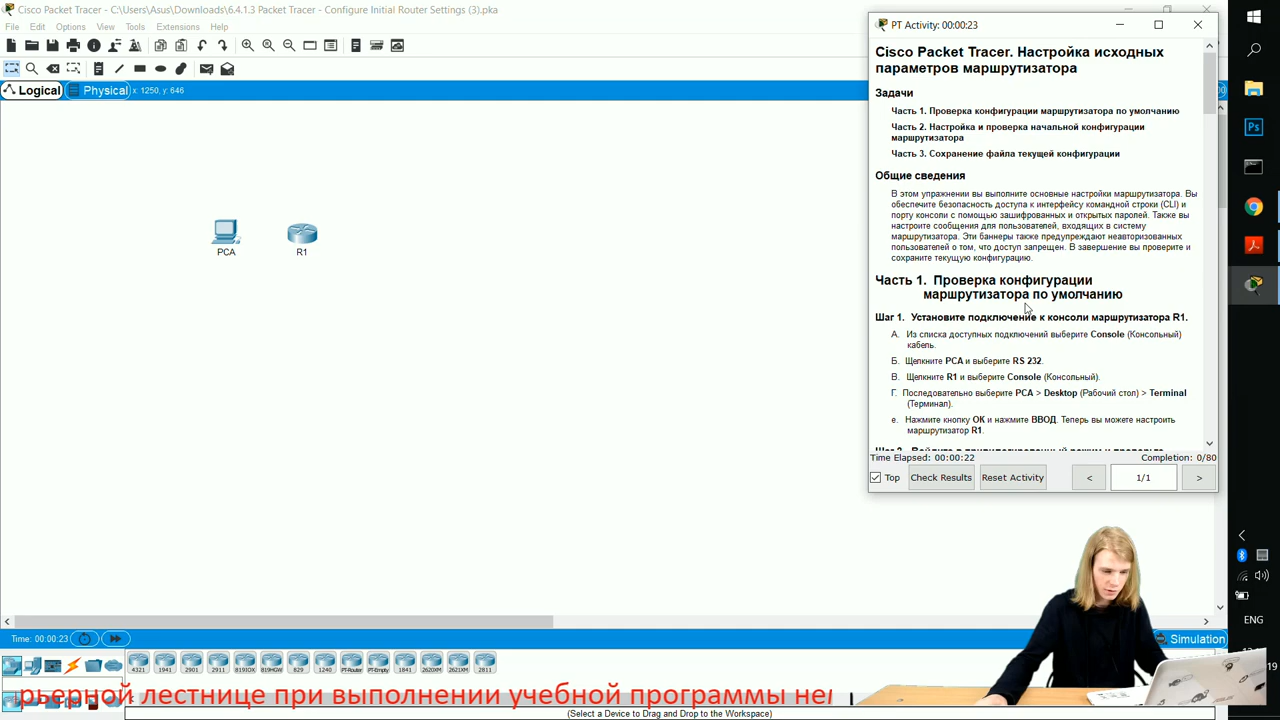 Cisco Packet Tracer - C:\Users\Asus\Downloads\6.4.1.3 Packet Tracer - Configure Initial Router Settings (3).pka
File Edit Options View Tools Extensions Help
Logical Physical x: 1250, y: 646
PCA
R1
PT Activity: 00:00:23
Cisco Packet Tracer. Настройка исходных
параметров маршрутизатора
Задачи
Часть 1. Проверка конфигурации маршрутизатора по умолчанию
Часть 2. Настройка и проверка начальной конфигурации
маршрутизатора
Часть 3. Сохранение файла текущей конфигурации
Общие сведения
В этом упражнении вы выполните основные настройки маршрутизатора. Вы
обеспечите безопасность доступа к интерфейсу командной строки (CLI) и
порту консоли с помощью зашифрованных и открытых паролей. Также вы
настроите сообщения для пользователей, входящих в систему
маршрутизатора. Эти баннеры также предупреждают неавторизованных
пользователей о том, что доступ запрещен. В завершение вы проверите и
сохраните текущую конфигурацию.
Часть 1. Проверка конфигурации
маршрутизатора по умолчанию
Шаг 1. Установите подключение к консоли маршрутизатора R1.
А. Из списка доступных подключений выберите Console (Консольный)
кабель.
Б. Щелкните PCA и выберите RS 232.
В. Щелкните R1 и выберите Console (Консольный).
Г. Последовательно выберите PCA > Desktop (Рабочий стол) > Terminal
(Терминал).
е. Нажмите кнопку ОК и нажмите ВВОД. Теперь вы можете настроить
маршрутизатор R1.
Time Elapsed: 00:00:22 Completion: 0/80
Top Check Results Reset Activity < 1/1 >
Ps
ENG
Time: 00:00:23
Simulation
4321 1941 2901 2911 819IOX 819HGW 829 1240 PT-Router PT-Empty 1841 2620XM 2621XM 2811
рьерной лестнице при выполнении учебной программы не
(Select a Device to Drag and Drop to the Workspace)